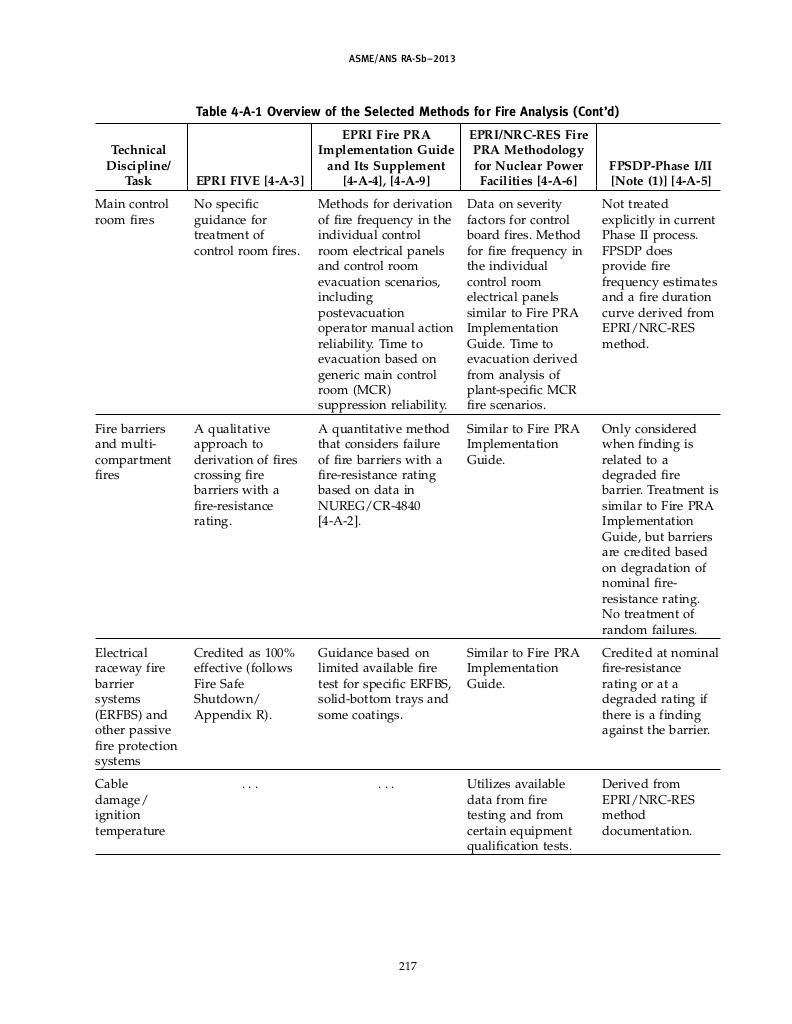 ASME/ANS RA-Sb–2013
Table 4-A-1 Overview of the Selected Methods for Fire Analysis (Cont'd)
Technical
Discipline/
Task
EPRI FIVE [4-A-3]
EPRI Fire PRA
Implementation Guide
and Its Supplement
[4-A-4], [4-A-9]
EPRI/NRC-RES Fire
PRA Methodology
for Nuclear Power
Facilities [4-A-6]
FPSDP-Phase I/II
[Note (1)] [4-A-5]
Main control
room fires
No specific
guidance for
treatment of
control room fires.
Methods for derivation
of fire frequency in the
individual control
room electrical panels
and control room
evacuation scenarios,
including
postevacuation
operator manual action
reliability. Time to
evacuation based on
generic main control
room (MCR)
suppression reliability.
Data on severity
factors for control
board fires. Method
for fire frequency in
the individual
control room
electrical panels
similar to Fire PRA
Implementation
Guide. Time to
evacuation derived
from analysis of
plant-specific MCR
fire scenarios.
Not treated
explicitly in current
Phase II process.
FPSDP does
provide fire
frequency estimates
and a fire duration
curve derived from
EPRI/NRC-RES
method.
Fire barriers
and multi-
compartment
fires
A qualitative
approach to
derivation of fires
crossing fire
barriers with a
fire-resistance
rating.
A quantitative method
that considers failure
of fire barriers with a
fire-resistance rating
based on data in
NUREG/CR-4840
[4-A-2].
Similar to Fire PRA
Implementation
Guide.
Only considered
when finding is
related to a
degraded fire
barrier. Treatment is
similar to Fire PRA
Implementation
Guide, but barriers
are credited based
on degradation of
nominal fire-
resistance rating.
No treatment of
random failures.
Electrical
raceway fire
barrier
systems
(ERFBS) and
other passive
fire protection
systems
Credited as 100%
effective (follows
Fire Safe
Shutdown/
Appendix R).
Guidance based on
limited available fire
test for specific ERFBS,
solid-bottom trays and
some coatings.
Similar to Fire PRA
Implementation
Guide.
Credited at nominal
fire-resistance
rating or at a
degraded rating if
there is a finding
against the barrier.
Cable
damage/
ignition
temperature
. . .
. . .
Utilizes available
data from fire
testing and from
certain equipment
qualification tests.
Derived from
EPRI/NRC-RES
method
documentation.
217